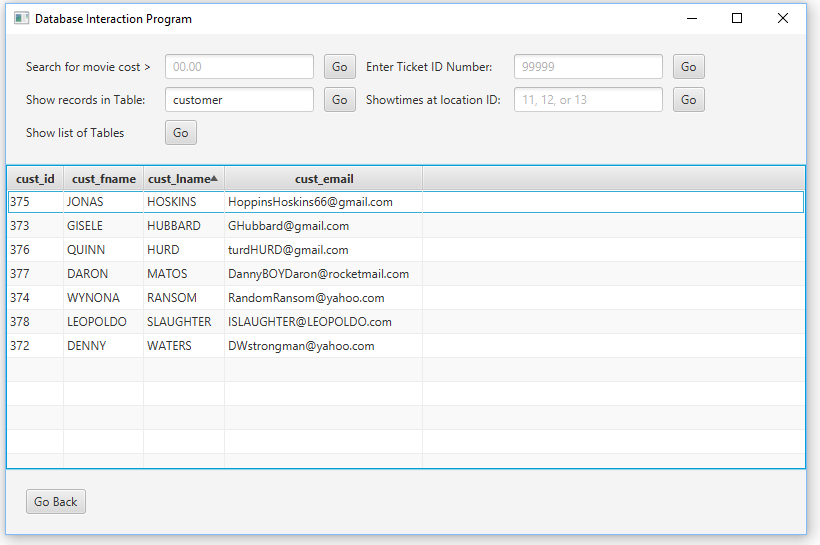 Database Interaction Program
Search for movie cost > 00.00 Go Enter Ticket ID Number: 99999 Go
Show records in Table: customer Go Showtimes at location ID: 11, 12, or 13 Go
Show list of Tables Go
cust_id cust_fname cust_lname cust_email
375 JONAS HOSKINS HoppinsHoskins66@gmail.com
373 GISELE HUBBARD GHubbard@gmail.com
376 QUINN HURD turdHURD@gmail.com
377 DARON MATOS DannyBOYDaron@rocketmail.com
374 WYNONA RANSOM RandomRansom@yahoo.com
378 LEOPOLDO SLAUGHTER ISLAUGHTER@LEOPOLDO.com
372 DENNY WATERS DWstrongman@yahoo.com
Go Back